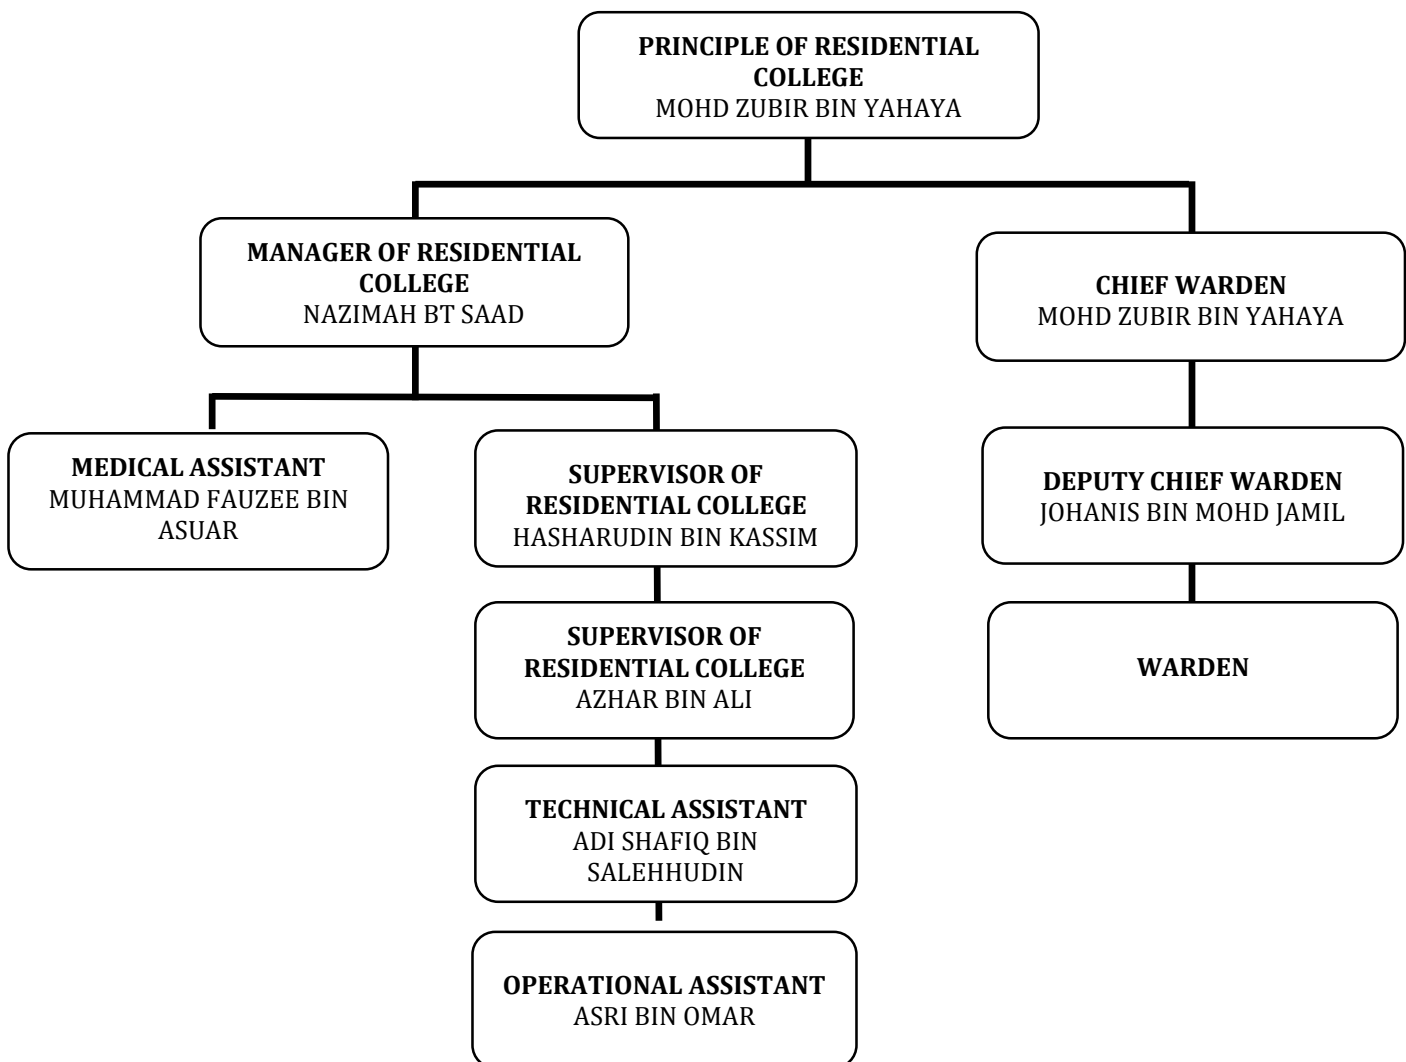 PRINCIPLE OF RESIDENTIAL
COLLEGE
MOHD ZUBIR BIN YAHAYA
MANAGER OF RESIDENTIAL
COLLEGE
NAZIMAH BT SAAD
CHIEF WARDEN
MOHD ZUBIR BIN YAHAYA
MEDICAL ASSISTANT
MUHAMMAD FAUZEE BIN
ASUAR
SUPERVISOR OF
RESIDENTIAL COLLEGE
HASHARUDIN BIN KASSIM
DEPUTY CHIEF WARDEN
JOHANIS BIN MOHD JAMIL
SUPERVISOR OF
RESIDENTIAL COLLEGE
AZHAR BIN ALI
WARDEN
TECHNICAL ASSISTANT
ADI SHAFIQ BIN
SALEHHUDIN
OPERATIONAL ASSISTANT
ASRI BIN OMAR